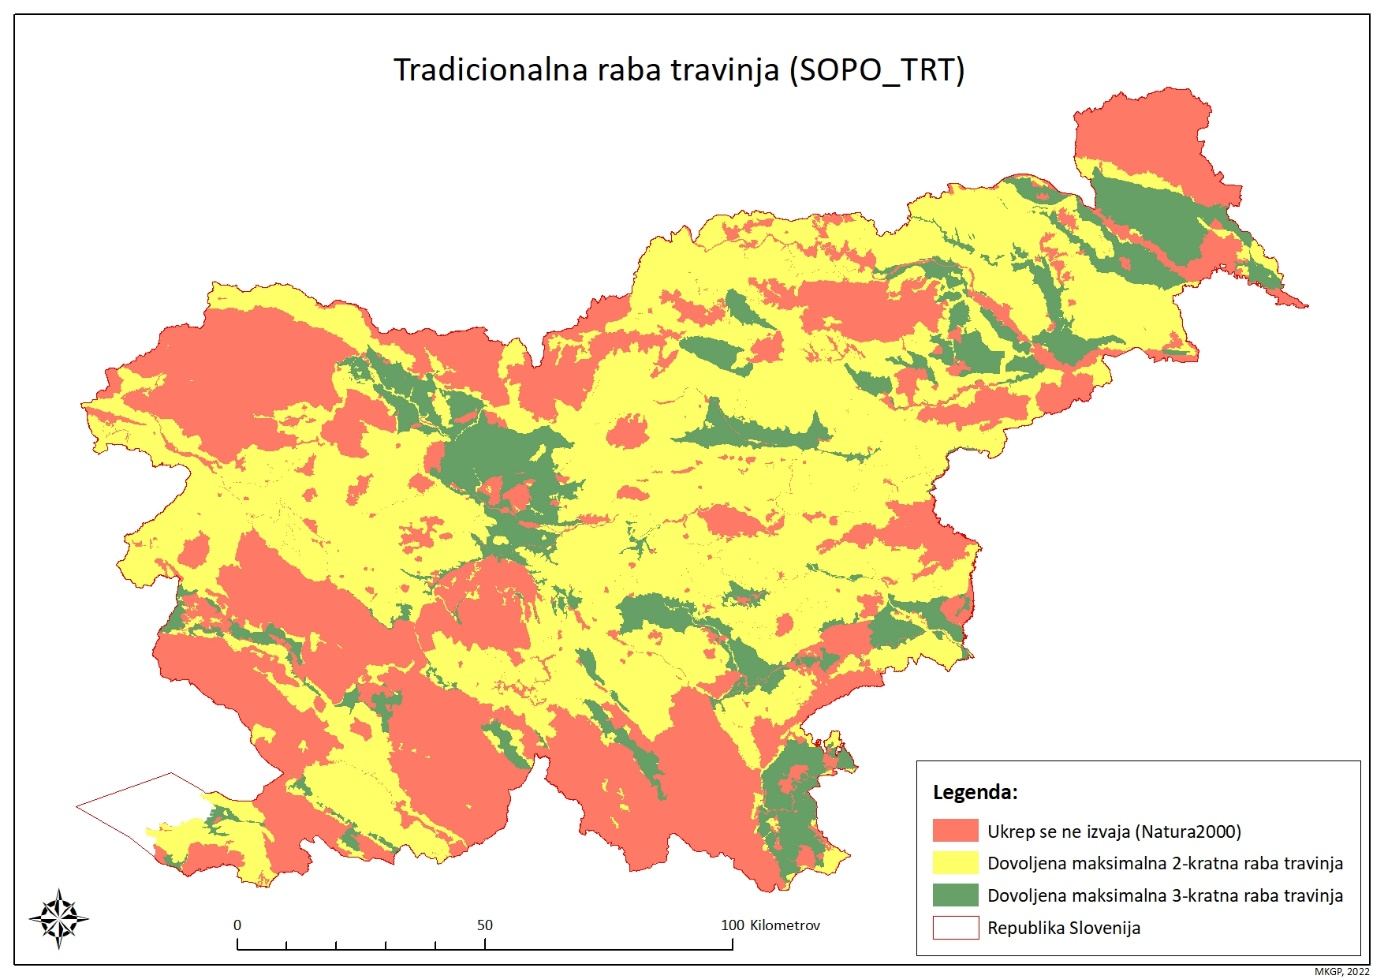 Tradicionalna raba travinja (SOPO_TRT)
Legenda:
Ukrep se ne izvaja (Natura2000)
Dovoljena maksimalna 2-kratna raba travinja
Dovoljena maksimalna 3-kratna raba travinja
Republika Slovenija
0 50 100 Kilometrov
MKGP, 2022